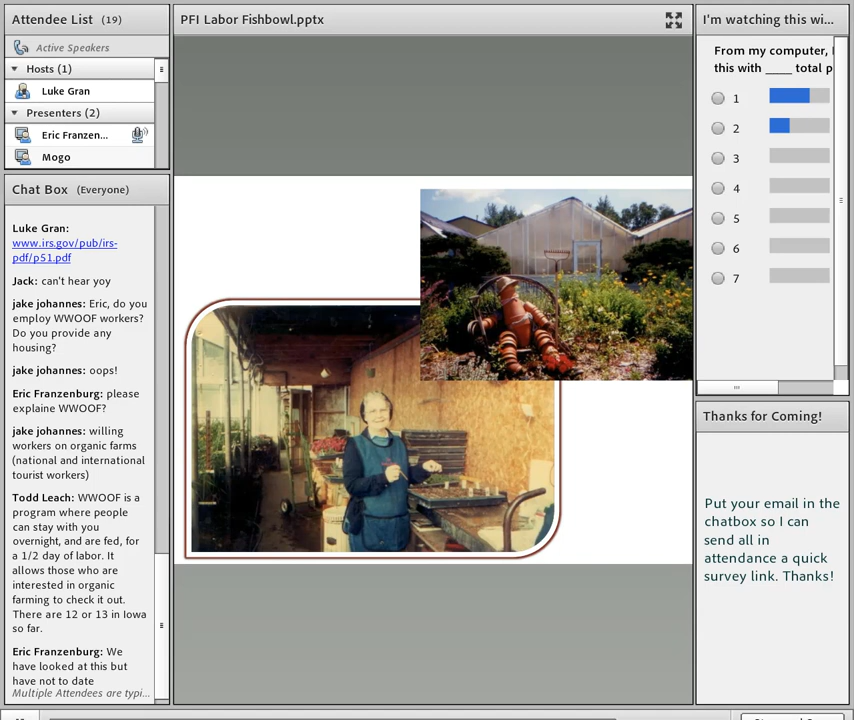 Attendee List (19)
Active Speakers
Hosts (1)
Luke Gran
Presenters (2)
Eric Franzen...
Mogo
Chat Box (Everyone)
Luke Gran:
www.irs.gov/pub/irs-
pdf/p51.pdf
Jack: can't hear yoy
jake johannes: Eric, do you
employ WWOOF workers?
Do you provide any
housing?
jake johannes: oops!
Eric Franzenburg: please
explaine WWOOF?
jake johannes: willing
workers on organic farms
(national and international
tourist workers)
Todd Leach: WWOOF is a
program where people
can stay with you
overnight, and are fed, for
a 1/2 day of labor. It
allows those who are
interested in organic
farming to check it out.
There are 12 or 13 in Iowa
so far.
Eric Franzenburg: We
have looked at this but
have not to date
Multiple Attendees are typi...
PFI Labor Fishbowl.pptx
I'm watching this wi...
From my computer,
this with ____ total p
1
2
3
4
5
6
7
Thanks for Coming!
Put your email in the
chatbox so I can
send all in
attendance a quick
survey link. Thanks!